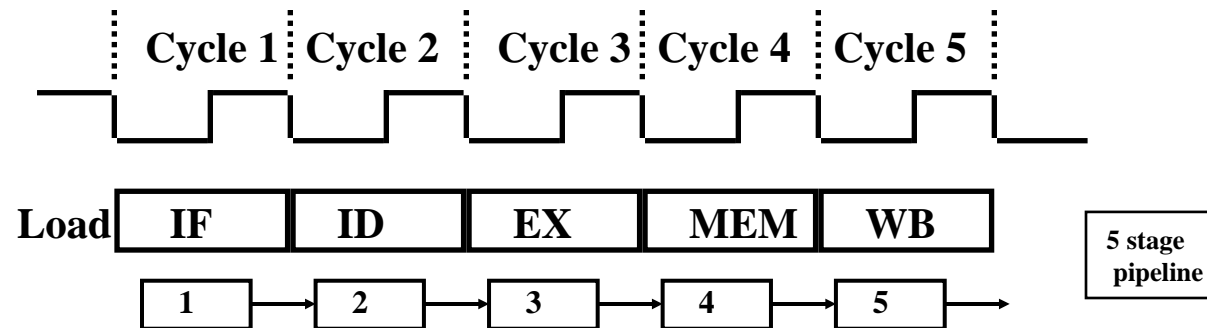 Cycle 1 Cycle 2 Cycle 3 Cycle 4 Cycle 5
Load IF ID EX MEM WB
1 2 3 4 5
5 stage
pipeline